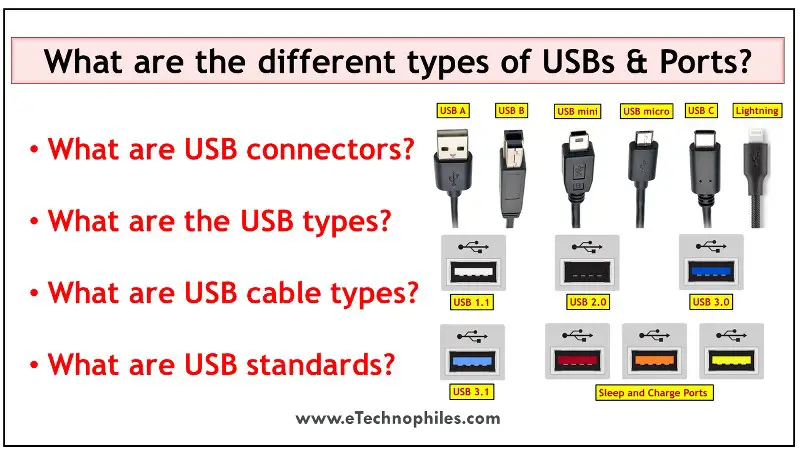 What are the different types of USBs & Ports?
• What are USB connectors?
• What are the USB types?
• What are USB cable types?
• What are USB standards?
USB A
USB B
USB mini
USB micro
USB C
Lightning
USB 1.1
USB 2.0
USB 3.0
USB 3.1
Sleep and Charge Ports
www.eTechnophiles.com